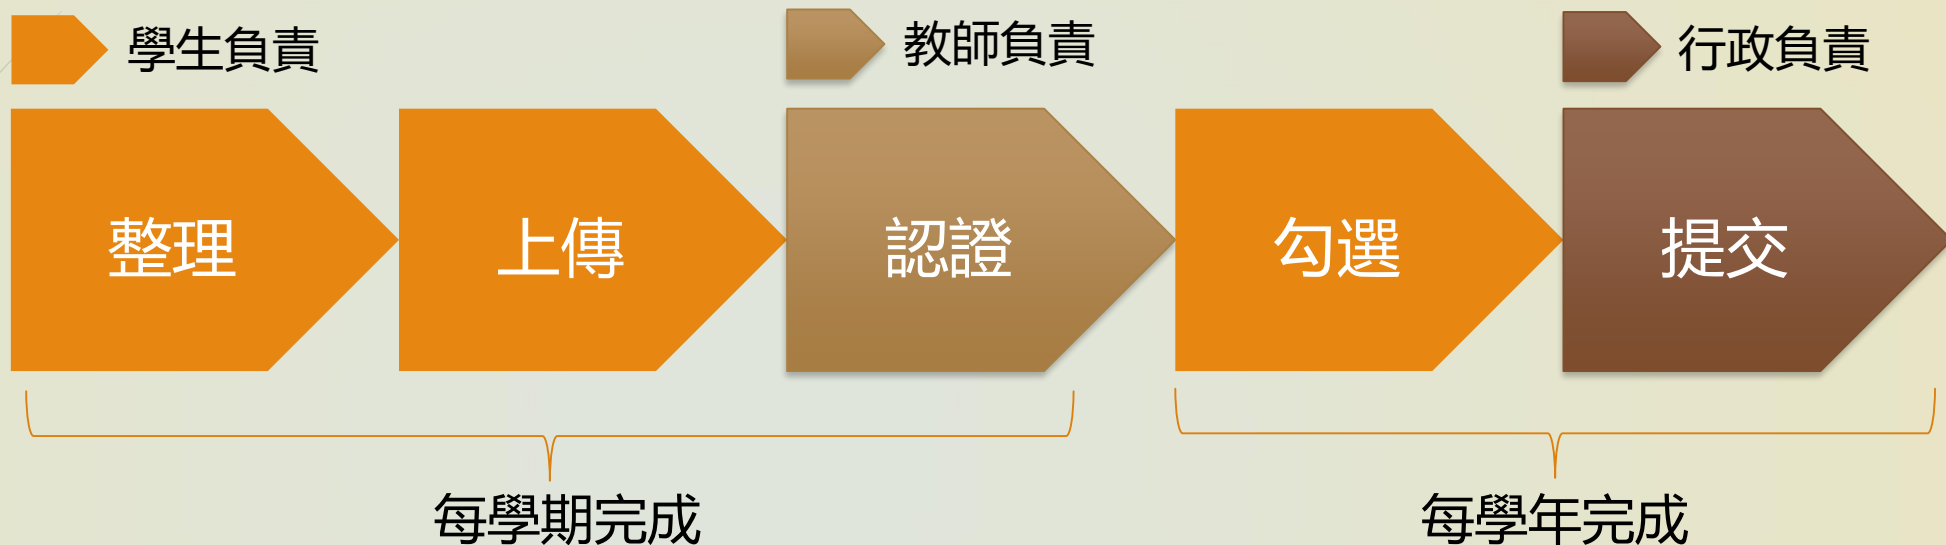 學生負責
教師負責
行政負責
整理
上傳
認證
勾選
提交
每學期完成
每學年完成